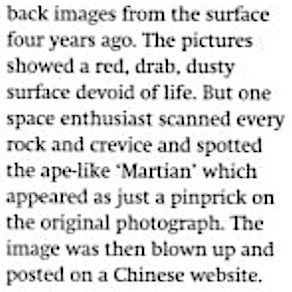 back images from the surface
four years ago. The pictures
showed a red, drab, dusty
surface devoid of life. But one
space enthusiast scanned every
rock and crevice and spotted
the ape-like ‘Martian’ which
appeared as just a pinprick on
the original photograph. The
image was then blown up and
posted on a Chinese website.